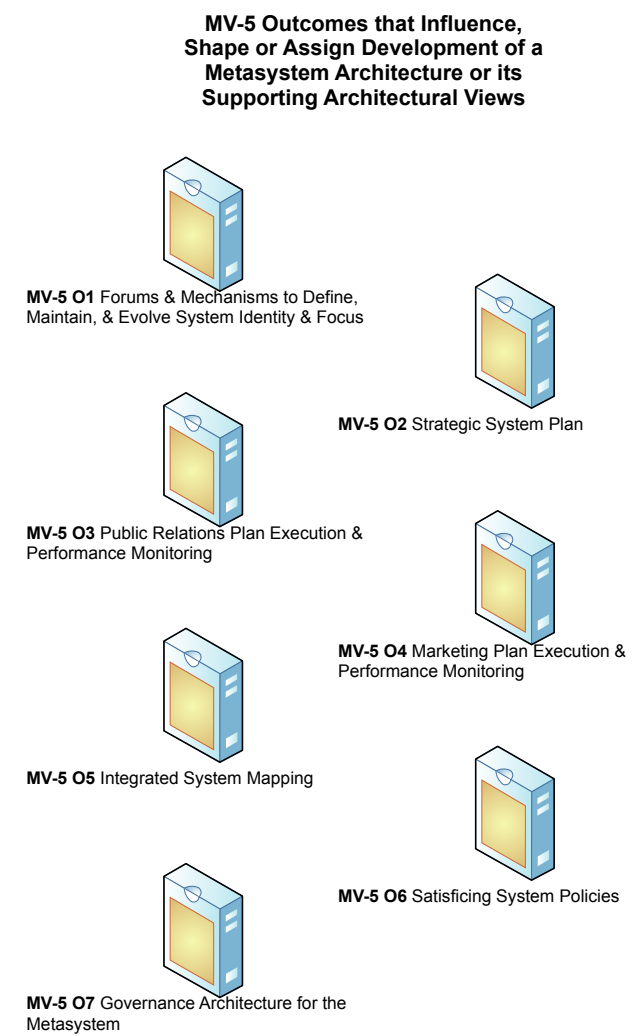 MV-5 Outcomes that Influence,
Shape or Assign Development of a
Metasystem Architecture or its
Supporting Architectural Views
MV-5 O1 Forums & Mechanisms to Define,
Maintain, & Evolve System Identity & Focus
MV-5 O2 Strategic System Plan
MV-5 O3 Public Relations Plan Execution &
Performance Monitoring
MV-5 O4 Marketing Plan Execution &
Performance Monitoring
MV-5 O5 Integrated System Mapping
MV-5 O6 Satisficing System Policies
MV-5 O7 Governance Architecture for the
Metasystem